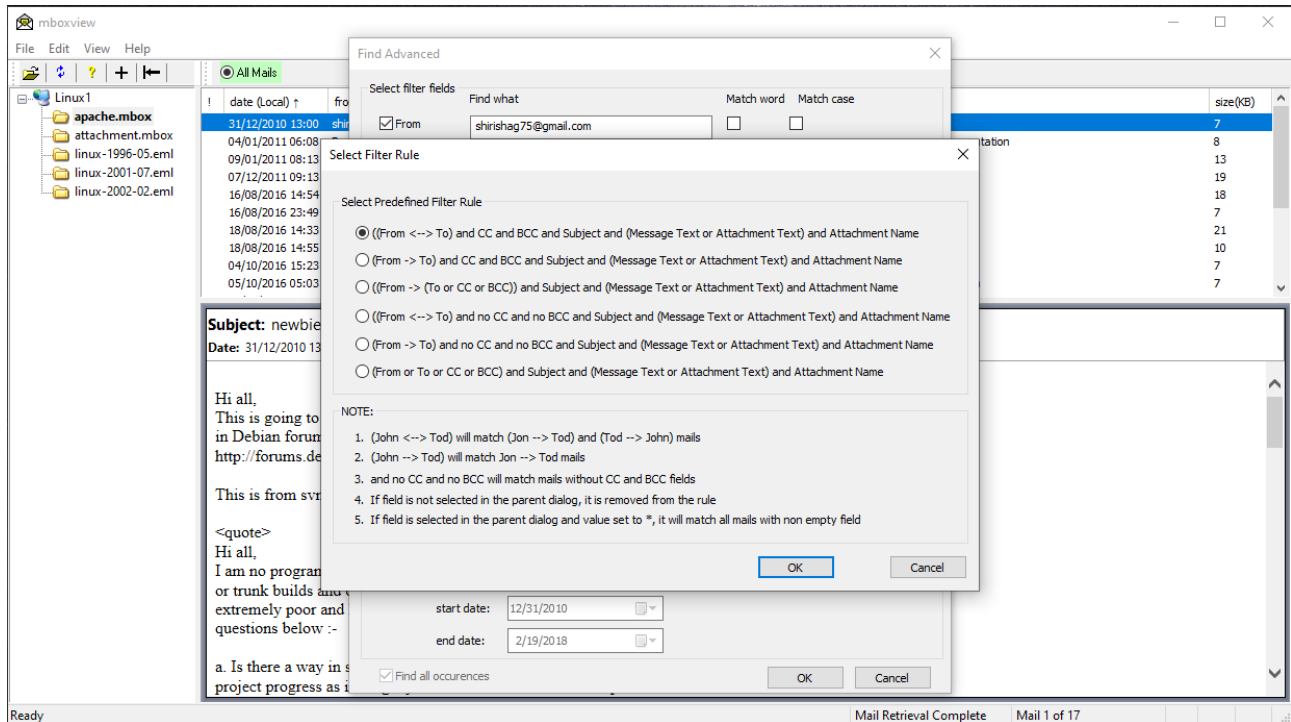 mboxview
File Edit View Help
All Mails
Linux1
apache.mbox
attachment.mbox
linux-1996-05.eml
linux-2001-07.eml
linux-2002-02.eml
! date (Local) ↑ fro size(KB)
31/12/2010 13:00 shir 7
04/01/2011 06:08 tation 8
09/01/2011 08:13 13
07/12/2011 09:13 19
16/08/2016 14:54 18
16/08/2016 23:49 7
18/08/2016 14:33 21
18/08/2016 14:55 10
04/10/2016 15:23 7
05/10/2016 05:03 7
Find Advanced
Select filter fields
Find what Match word Match case
From shirishag75@gmail.com
Select Filter Rule
Select Predefined Filter Rule
((From <--> To) and CC and BCC and Subject and (Message Text or Attachment Text) and Attachment Name
(From -> To) and CC and BCC and Subject and (Message Text or Attachment Text) and Attachment Name
((From -> (To or CC or BCC)) and Subject and (Message Text or Attachment Text) and Attachment Name
((From <--> To) and no CC and no BCC and Subject and (Message Text or Attachment Text) and Attachment Name
(From -> To) and no CC and no BCC and Subject and (Message Text or Attachment Text) and Attachment Name
(From or To or CC or BCC) and Subject and (Message Text or Attachment Text) and Attachment Name
NOTE:
1. (John <--> Tod) will match (Jon --> Tod) and (Tod --> John) mails
2. (John --> Tod) will match Jon --> Tod mails
3. and no CC and no BCC will match mails without CC and BCC fields
4. If field is not selected in the parent dialog, it is removed from the rule
5. If field is selected in the parent dialog and value set to *, it will match all mails with non empty field
OK Cancel
start date: 12/31/2010
end date: 2/19/2018
Find all occurences
OK Cancel
Subject: newbie
Date: 31/12/2010 13
Hi all,
This is going to
in Debian forum
http://forums.de
This is from svn
<quote>
Hi all,
I am no program
or trunk builds and
extremely poor and
questions below :-
a. Is there a way in s
project progress as i
Ready Mail Retrieval Complete Mail 1 of 17